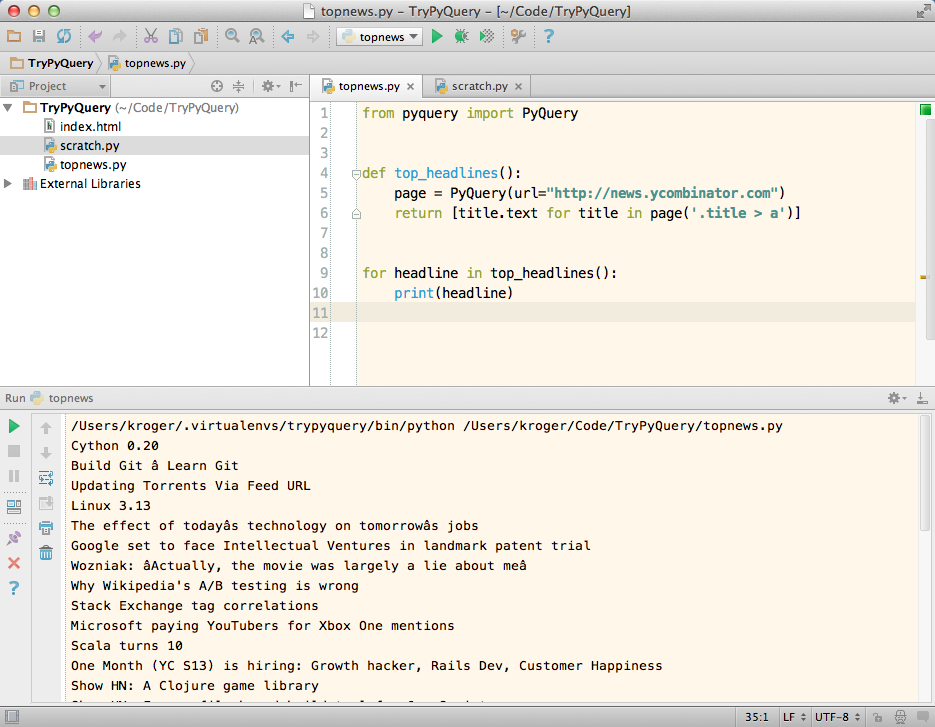 topnews.py – TryPyQuery – [~/Code/TryPyQuery]
topnews
?
TryPyQuery
topnews.py
Project
topnews.py ×
scratch.py ×
TryPyQuery (~/Code/TryPyQuery)
index.html
scratch.py
topnews.py
External Libraries
1 from pyquery import PyQuery
2
3
4 def top_headlines():
5 page = PyQuery(url="http://news.ycombinator.com")
6 return [title.text for title in page('.title > a')]
7
8
9 for headline in top_headlines():
10 print(headline)
11
12
Run topnews
/Users/kroger/.virtualenvs/trypyquery/bin/python /Users/kroger/Code/TryPyQuery/topnews.py
Cython 0.20
Build Git â Learn Git
Updating Torrents Via Feed URL
Linux 3.13
The effect of todayâs technology on tomorrowâs jobs
Google set to face Intellectual Ventures in landmark patent trial
Wozniak: âActually, the movie was largely a lie about meâ
Why Wikipedia's A/B testing is wrong
Stack Exchange tag correlations
Microsoft paying YouTubers for Xbox One mentions
Scala turns 10
One Month (YC S13) is hiring: Growth hacker, Rails Dev, Customer Happiness
Show HN: A Clojure game library
?
35:1 LF UTF-8